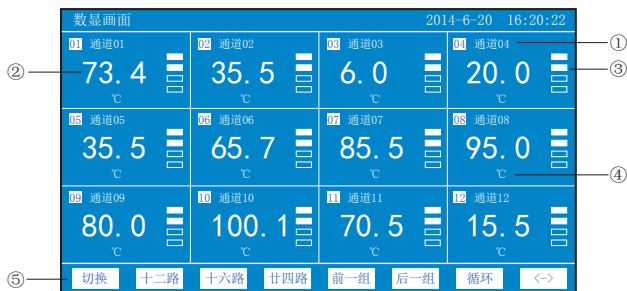 数显画面 2014-6-20 16:20:22
01 通道01 02 通道02 03 通道03 04 通道04 ①
② 73.4 35.5 6.0 20.0 ③
℃ ℃ ℃ ℃
05 通道05 06 通道06 07 通道07 08 通道08
35.5 65.7 85.5 95.0
℃ ℃ ℃ ℃ ④
09 通道09 10 通道10 11 通道11 12 通道12
80.0 100.1 70.5 15.5
℃ ℃ ℃ ℃
⑤ 切换 十二路 十六路 廿四路 前一组 后一组 循环 <->